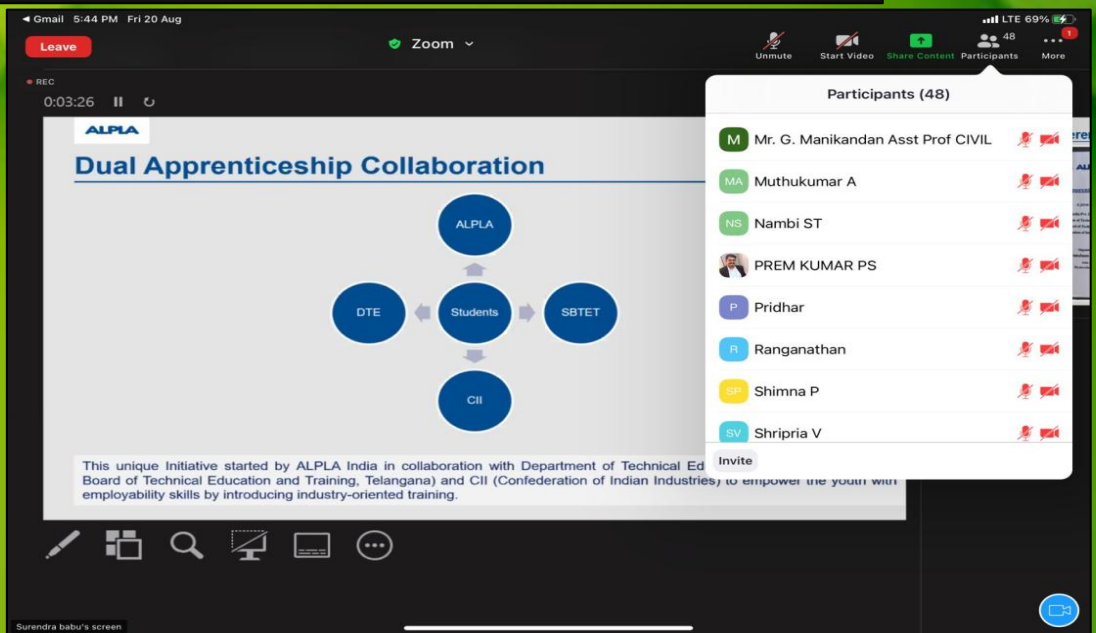 Gmail 5:44 PM Fri 20 Aug
LTE 69%
Leave
Zoom
Unmute
Start Video
Share Content
Participants
48
More
1
REC
0:03:26
Participants (48)
ALPLA
Dual Apprenticeship Collaboration
ALPLA
DTE
Students
SBTET
CII
This unique Initiative started by ALPLA India in collaboration with Department of Technical Ed
Board of Technical Education and Training, Telangana) and CII (Confederation of Indian Industries) to empower the youth with
employability skills by introducing industry-oriented training.
M Mr. G. Manikandan Asst Prof CIVIL
MA Muthukumar A
NS Nambi ST
PREM KUMAR PS
P Pridhar
R Ranganathan
SP Shimna P
SV Shripria V
Invite
Surendra babu's screen